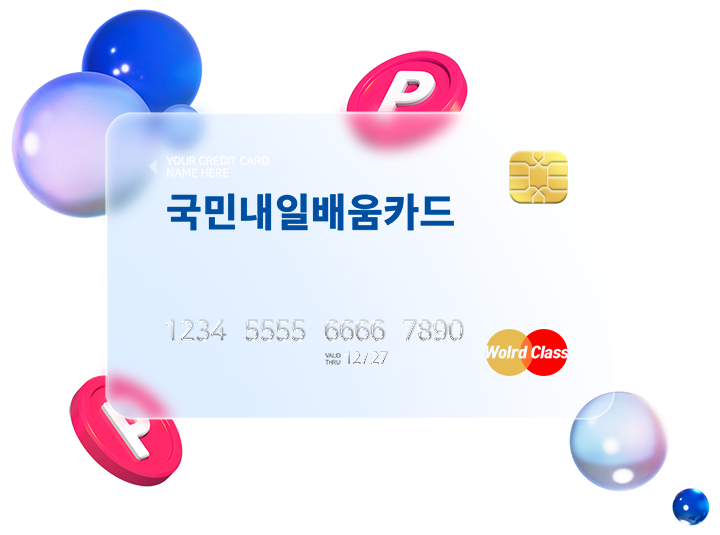 P
YOUR CREDIT CARD
NAME HERE
국민내일배움카드
1234 5555 6666 7890
VALID
THRU 12/27
Wolrd Class
P